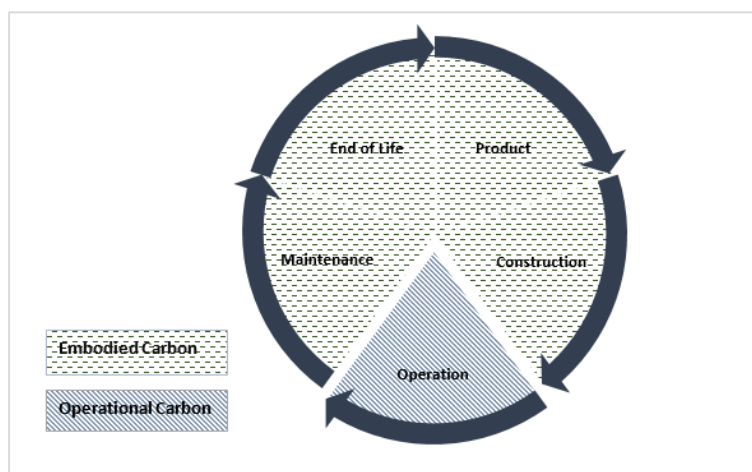 End of Life
Product
Maintenance
Construction
Operation
Embodied Carbon
Operational Carbon